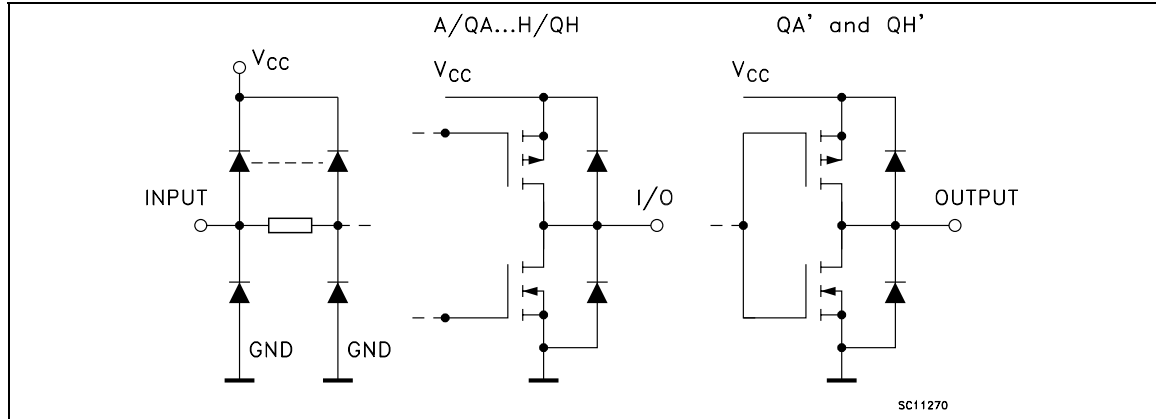 A/QA...H/QH
QA' and QH'
VCC
VCC
VCC
INPUT
I/O
OUTPUT
GND
GND
SC11270